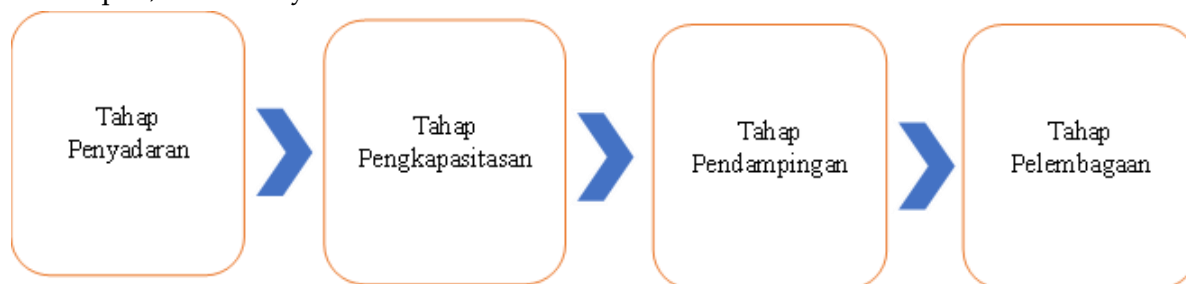 Tahap
Penyadaran
Tahap
Pengkapasitasan
Tahap
Pendampingan
Tahap
Pelembagaan